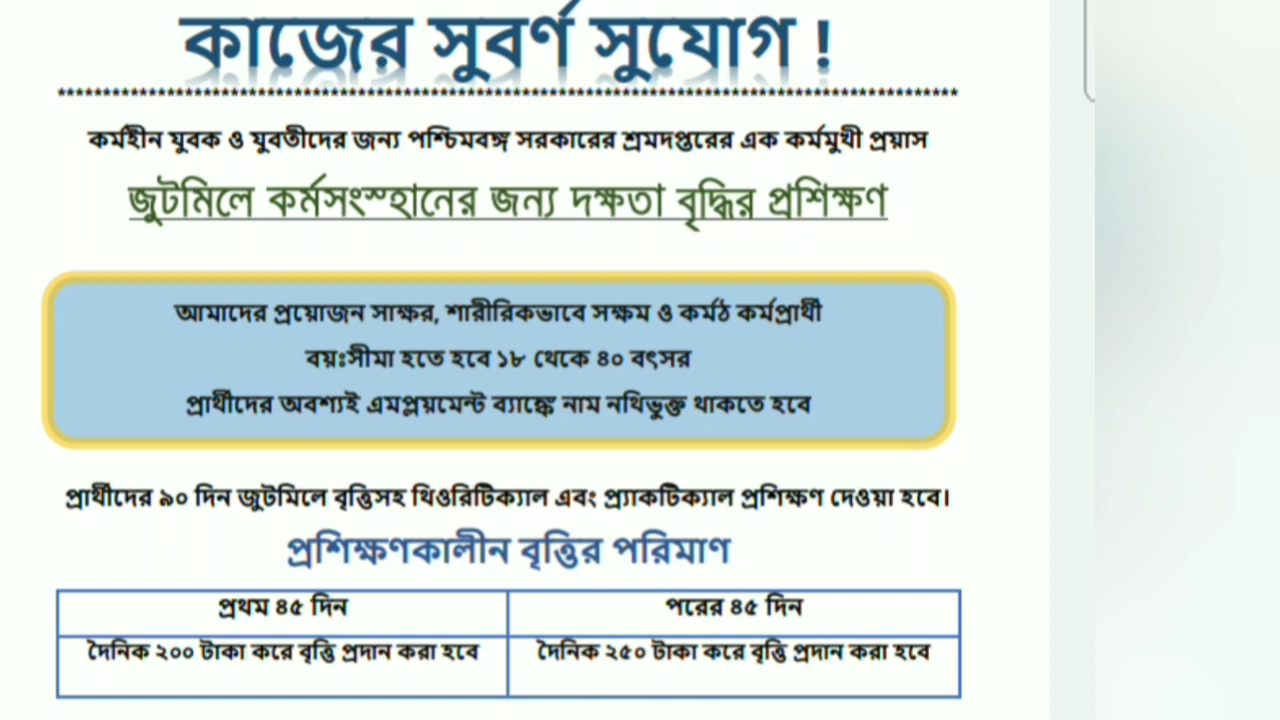 কাজের সুবর্ণ সুযোগ !
****************************************************************************************************
কর্মহীন যুবক ও যুবতীদের জন্য পশ্চিমবঙ্গ সরকারের শ্রমদপ্তরের এক কর্মমুখী প্রয়াস
জুটমিলে কর্মসংস্হানের জন্য দক্ষতা বৃদ্ধির প্রশিক্ষণ
আমাদের প্রয়োজন সাক্ষর, শারীরিকভাবে সক্ষম ও কর্মঠ কর্মপ্রার্থী
বয়ঃসীমা হতে হবে ১৮ থেকে ৪০ বৎসর
প্রার্থীদের অবশ্যই এমপ্লয়মেন্ট ব্যাঙ্কে নাম নথিভুক্ত থাকতে হবে
প্রার্থীদের ৯০ দিন জুটমিলে বৃত্তিসহ থিওরিটিক্যাল এবং প্র্যাকটিক্যাল প্রশিক্ষণ দেওয়া হবে।
প্রশিক্ষণকালীন বৃত্তির পরিমাণ
প্রথম ৪৫ দিন পরের ৪৫ দিন
দৈনিক ২০০ টাকা করে বৃত্তি প্রদান করা হবে দৈনিক ২৫০ টাকা করে বৃত্তি প্রদান করা হবে